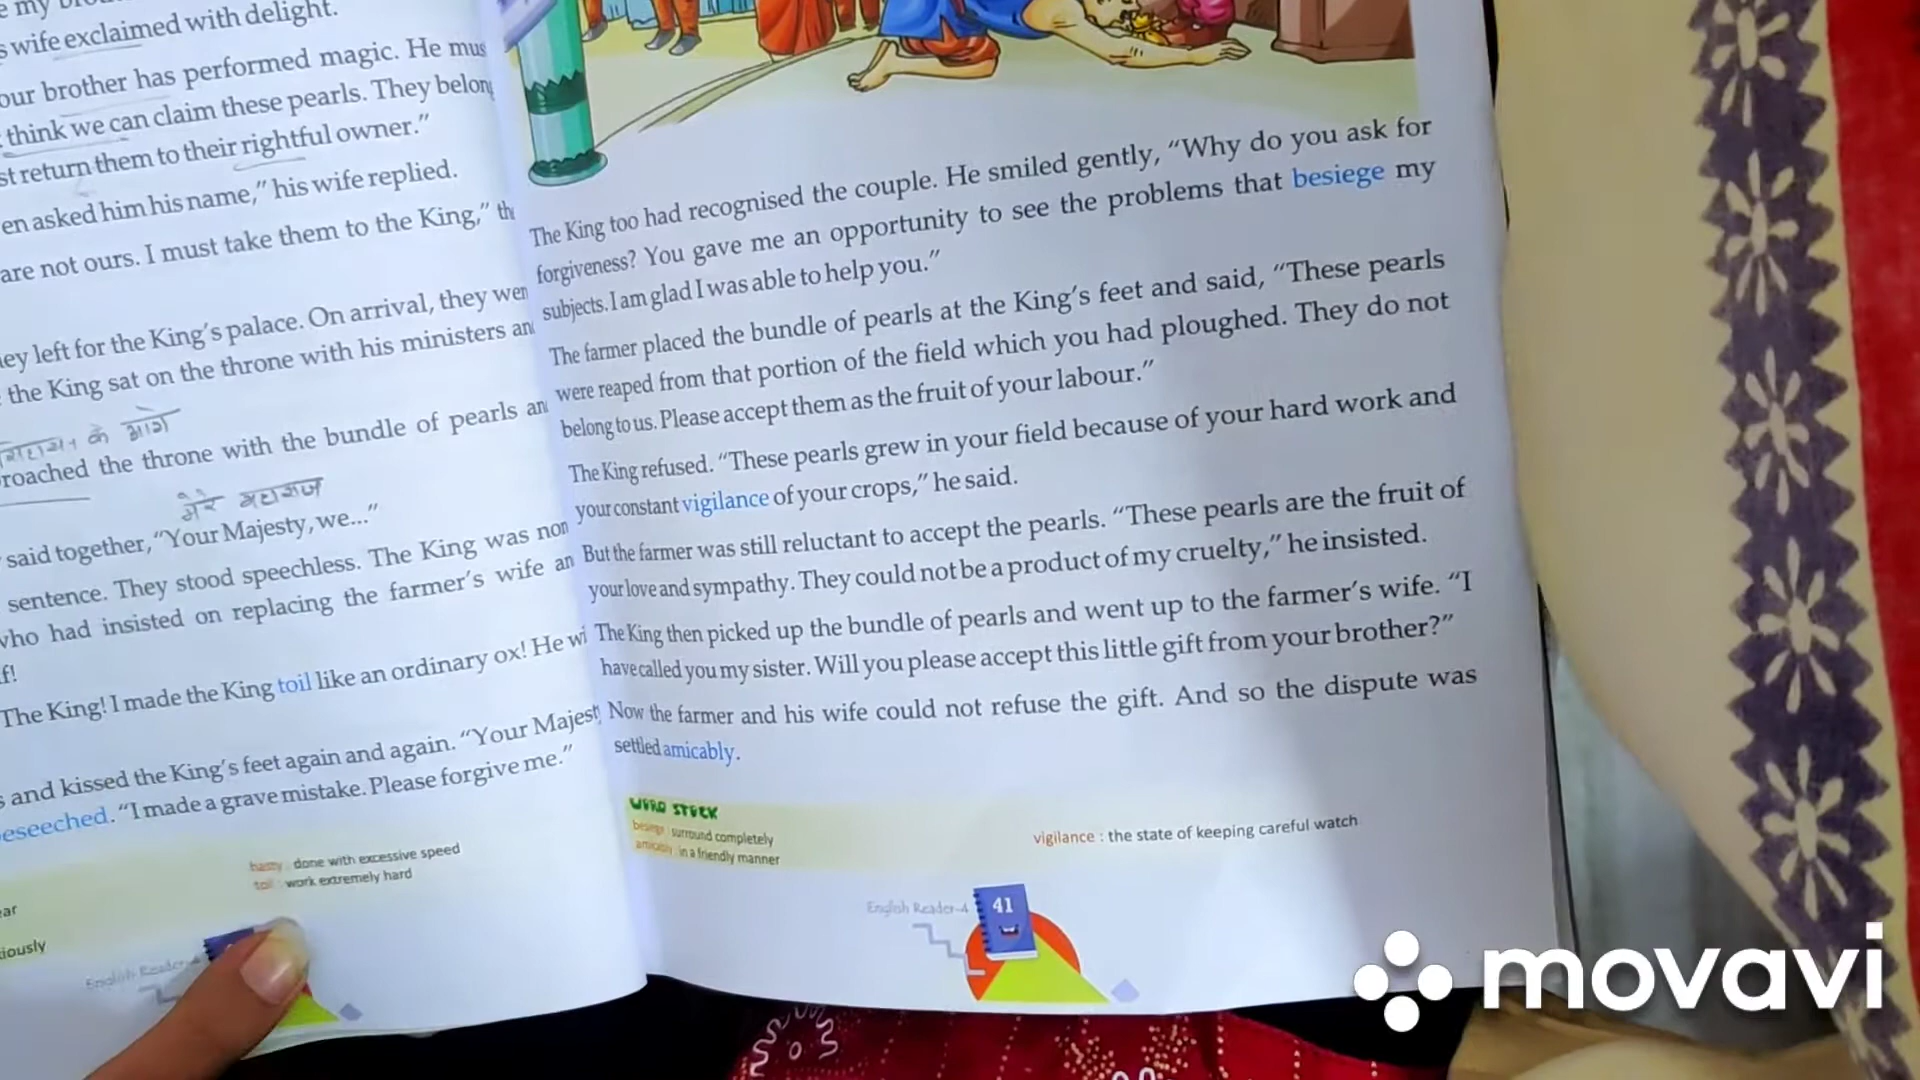 s wife exclaimed with delight.
our brother has performed magic. He mus
think we can claim these pearls. They belong
st return them to their rightful owner."
en asked him his name," his wife replied.
are not ours. I must take them to the King," th
ey left for the King's palace. On arrival, they wer
the King sat on the throne with his ministers an
के आगे
roached the throne with the bundle of pearls an
मेरे महाराज
said together, "Your Majesty, we..."
sentence. They stood speechless. The King was non
who had insisted on replacing the farmer's wife an
f!
The King! I made the King toil like an ordinary ox! He wi
s and kissed the King's feet again and again. "Your Majest
eseeched. "I made a grave mistake. Please forgive me."
hasty : done with excessive speed
toil : work extremely hard
ear
iously
English Reader-4
The King too had recognised the couple. He smiled gently, "Why do you ask for
forgiveness? You gave me an opportunity to see the problems that besiege my
subjects. I am glad I was able to help you."
The farmer placed the bundle of pearls at the King's feet and said, "These pearls
were reaped from that portion of the field which you had ploughed. They do not
belong to us. Please accept them as the fruit of your labour."
The King refused. "These pearls grew in your field because of your hard work and
your constant vigilance of your crops," he said.
But the farmer was still reluctant to accept the pearls. "These pearls are the fruit of
your love and sympathy. They could not be a product of my cruelty," he insisted.
The King then picked up the bundle of pearls and went up to the farmer's wife. "I
have called you my sister. Will you please accept this little gift from your brother?"
Now the farmer and his wife could not refuse the gift. And so the dispute was
settled amicably.
WORD STOCK
besiege : surround completely
amicably : in a friendly manner
vigilance : the state of keeping careful watch
English Reader-4
41
movavi